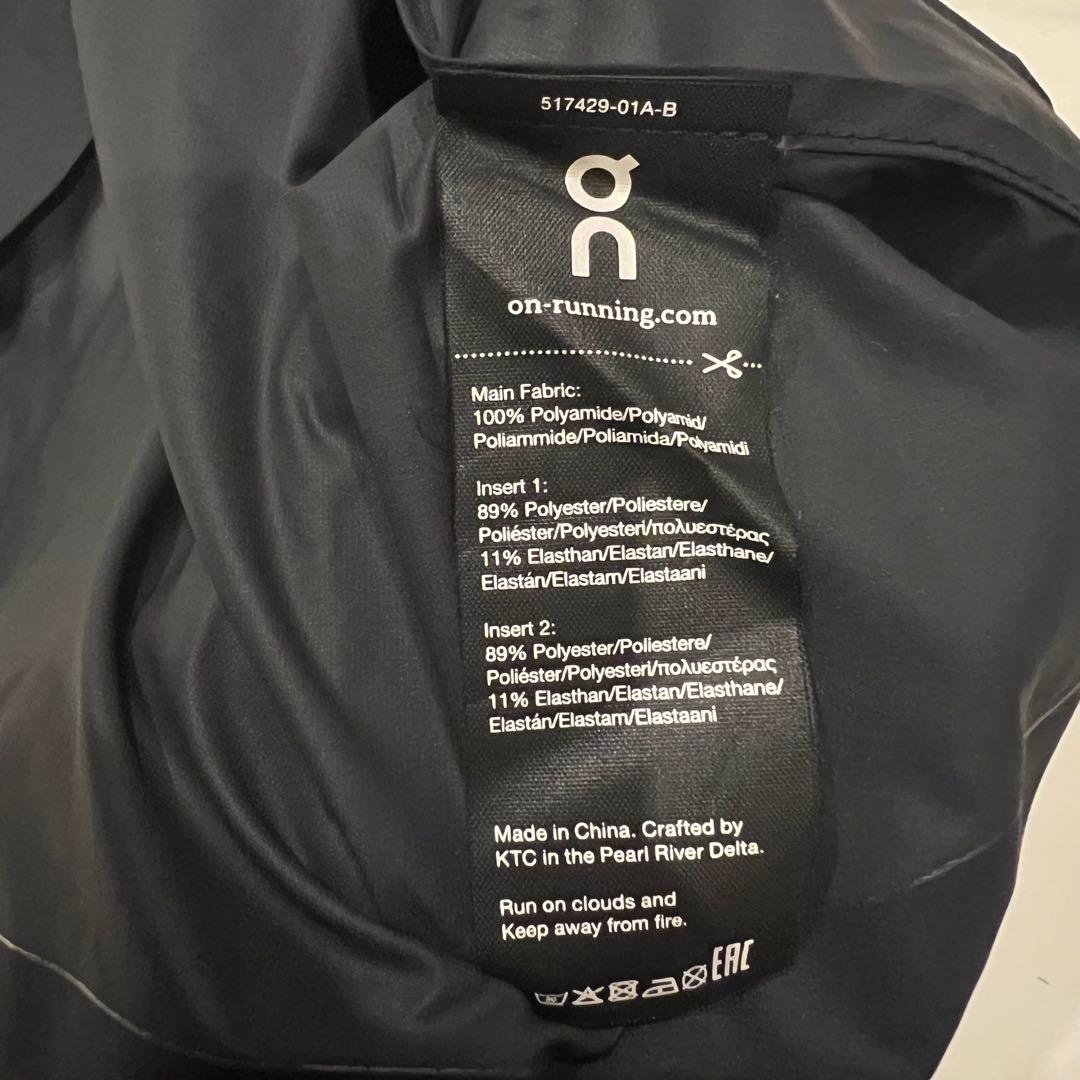 517429-01A-B
on
on-running.com
Main Fabric:
100% Polyamide/Polyamid/
Poliammide/Poliamida/Polyamidi
Insert 1:
89% Polyester/Poliestere/
Poliéster/Polyesteri/πολυεστέρας
11% Elasthan/Elastan/Elasthane/
Elastán/Elastam/Elastaani
Insert 2:
89% Polyester/Poliestere/
Poliéster/Polyesteri/πολυεστέρας
11% Elasthan/Elastan/Elasthane/
Elastán/Elastam/Elastaani
Made in China. Crafted by
KTC in the Pearl River Delta.
Run on clouds and
Keep away from fire.
30 EAC